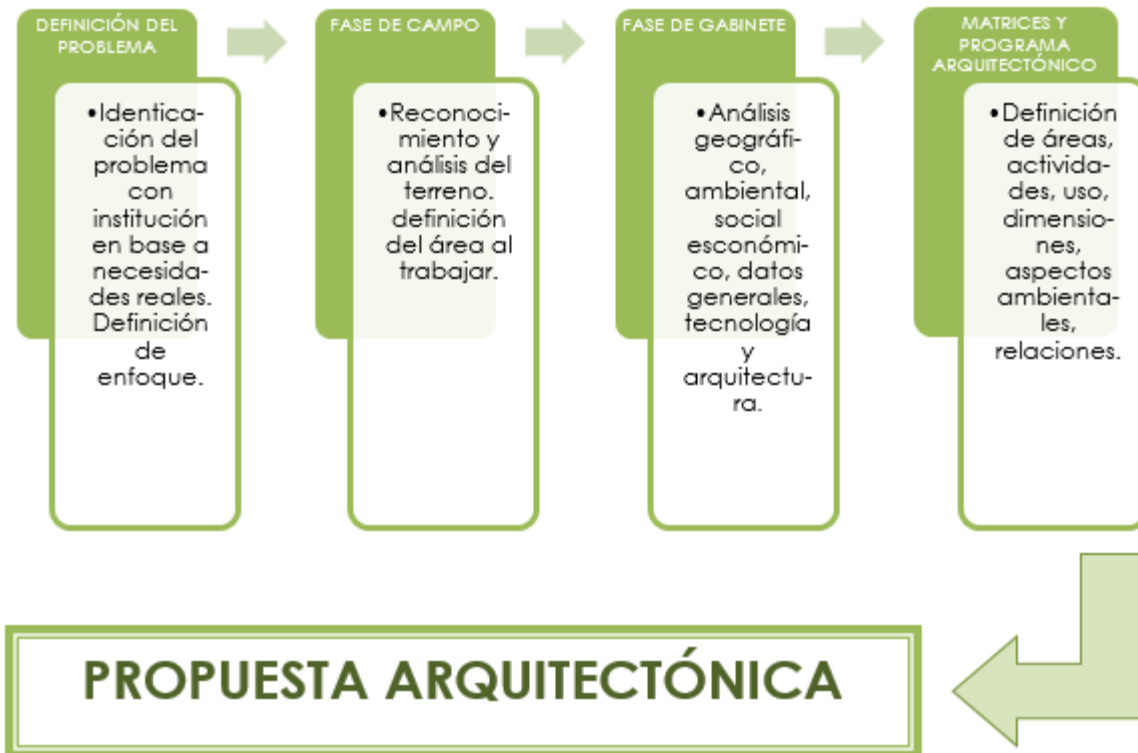 DEFINICIÓN DEL
PROBLEMA
•Identica-
ción del
problema
con
institución
en base a
necesida-
des reales.
Definición
de
enfoque.
FASE DE CAMPO
•Reconoci-
miento y
análisis del
terreno.
definición
del área al
trabajar.
FASE DE GABINETE
•Análisis
geográfi-
co,
ambiental,
social
esconómi-
co, datos
generales,
tecnología
y
arquitectu-
ra.
MATRICES Y
PROGRAMA
ARQUITECTÓNICO
•Definición
de áreas,
activida-
des, uso,
dimensio-
nes,
aspectos
ambienta-
les,
relaciones.
PROPUESTA ARQUITECTÓNICA